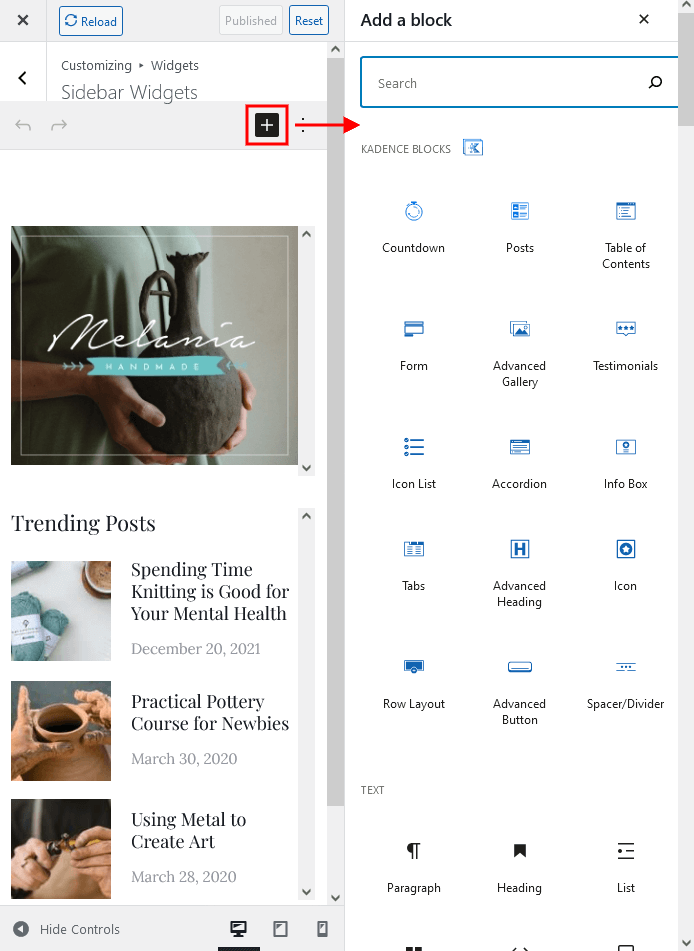 Reload
Published
Reset
Customizing ▸ Widgets
Sidebar Widgets
Melania
HANDMADE
Trending Posts
Spending Time
Knitting is Good for
Your Mental Health
December 20, 2021
Practical Pottery
Course for Newbies
March 30, 2020
Using Metal to
Create Art
March 28, 2020
Hide Controls
Add a block
Search
KADENCE BLOCKS
Countdown
Posts
Table of
Contents
Form
Advanced
Gallery
Testimonials
Icon List
Accordion
Info Box
Tabs
Advanced
Heading
Icon
Row Layout
Advanced
Button
Spacer/Divider
TEXT
Paragraph
Heading
List